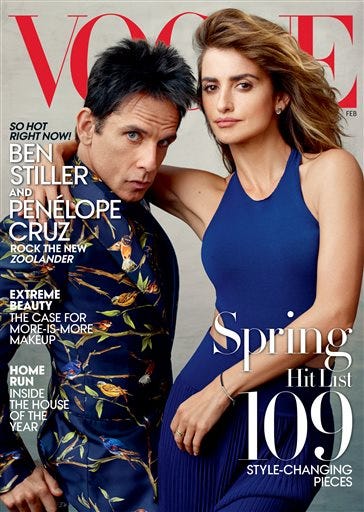 VOGUE
FEB
SO HOT
RIGHT NOW!
BEN
STILLER
AND
PENÉLOPE
CRUZ
ROCK THE NEW
ZOOLANDER
EXTREME
BEAUTY
THE CASE FOR
MORE-IS-MORE
MAKEUP
HOME
RUN
INSIDE
THE HOUSE
OF THE
YEAR
Spring
Hit List
109
STYLE-CHANGING
PIECES